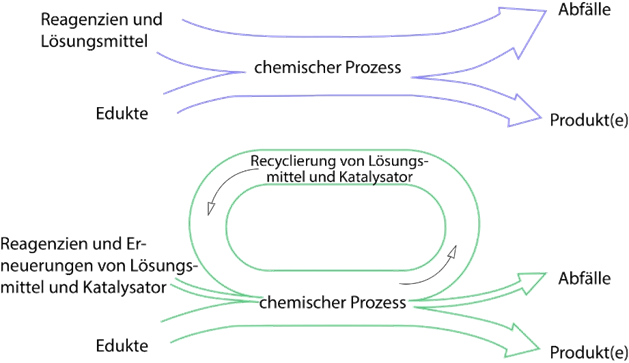 Abfälle
Reagenzien und
Lösungsmittel
chemischer Prozess
Edukte
Produkt(e)
Recyclierung von Lösungs-
mittel und Katalysator
Reagenzien und Er-
neuerungen von Lösungs-
mittel und Katalysator
Abfälle
chemischer Prozess
Edukte
Produkt(e)